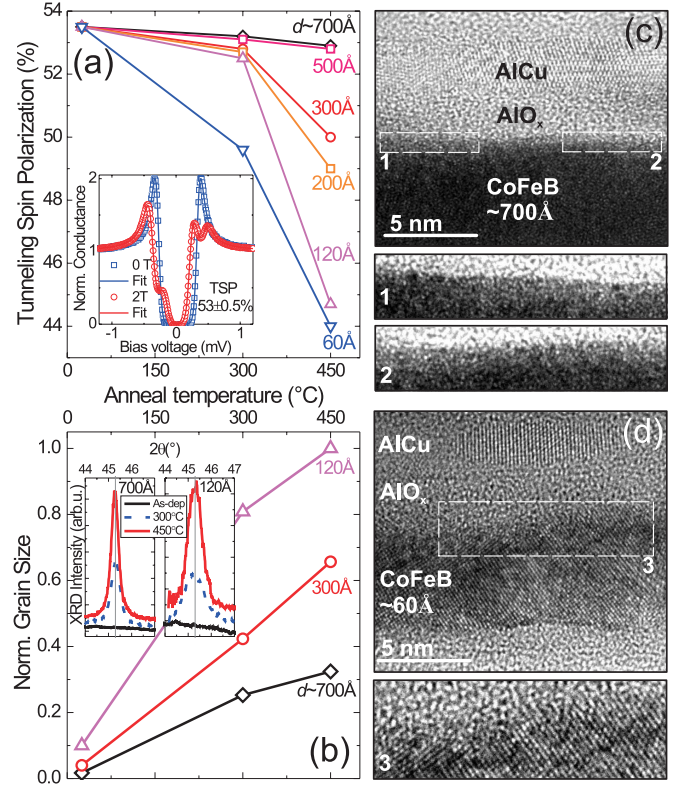 54
52
50
48
46
44
Tunneling Spin Polarization (%)
(a)
d~700Å
500Å
300Å
200Å
120Å
60Å
2
1
0
Norm. Conductance
0 T
Fit
2T
Fit
TSP
53±0.5%
-1 0 1
Bias voltage (mV)
0 150 300 450
Anneal temperature (°C)
0 150 300 450
1.0
0.8
0.6
0.4
0.2
0.0
Norm. Grain Size
2θ(°)
44 45 46 44 45 46 47
700Å
120Å
As-dep
300°C
450°C
XRD Intensity (arb.u.)
120Å
300Å
d~700Å
(b)
(c)
AlCu
AlOx
1
2
CoFeB
~700Å
5 nm
1
2
(d)
AlCu
AlOx
3
CoFeB
~60Å
5 nm
3